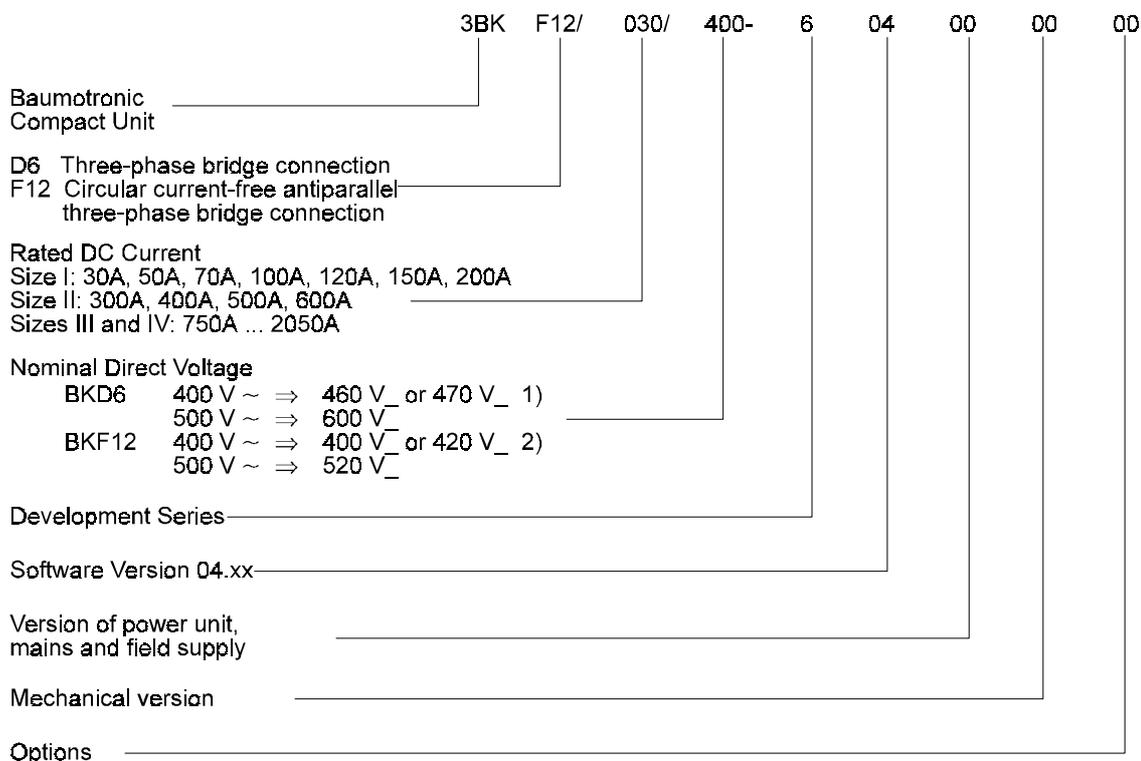 3BK F12/ 030/ 400- 6 04 00 00 00
Baumotronic
Compact Unit
D6 Three-phase bridge connection
F12 Circular current-free antiparallel
three-phase bridge connection
Rated DC Current
Size I: 30A, 50A, 70A, 100A, 120A, 150A, 200A
Size II: 300A, 400A, 500A, 600A
Sizes III and IV: 750A ... 2050A
Nominal Direct Voltage
BKD6 400 V ~ ⇒ 460 V_ or 470 V_ 1)
500 V ~ ⇒ 600 V_
BKF12 400 V ~ ⇒ 400 V_ or 420 V_ 2)
500 V ~ ⇒ 520 V_
Development Series
Software Version 04.xx
Version of power unit,
mains and field supply
Mechanical version
Options